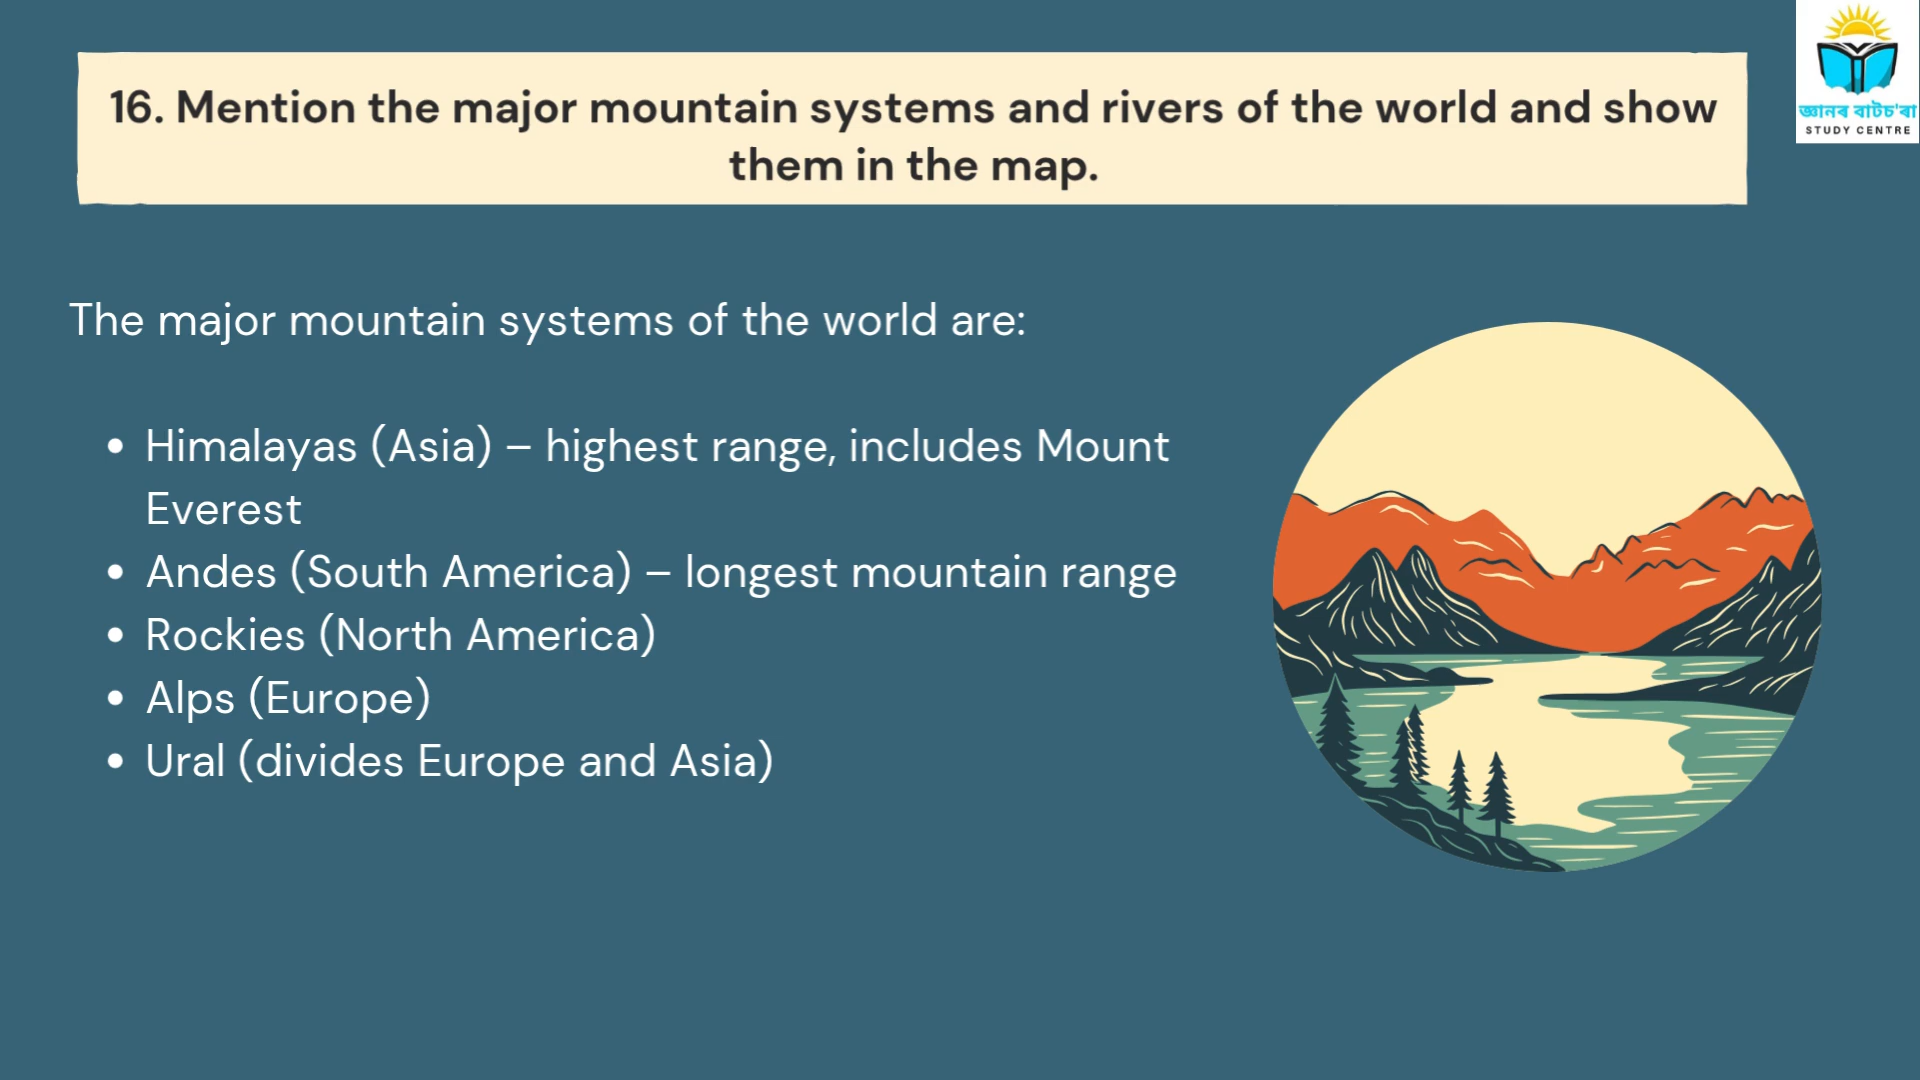 16. Mention the major mountain systems and rivers of the world and show
them in the map.
জ্ঞানৰ বাটচ'ৰা
STUDY CENTRE
The major mountain systems of the world are:
• Himalayas (Asia) – highest range, includes Mount
Everest
• Andes (South America) – longest mountain range
• Rockies (North America)
• Alps (Europe)
• Ural (divides Europe and Asia)